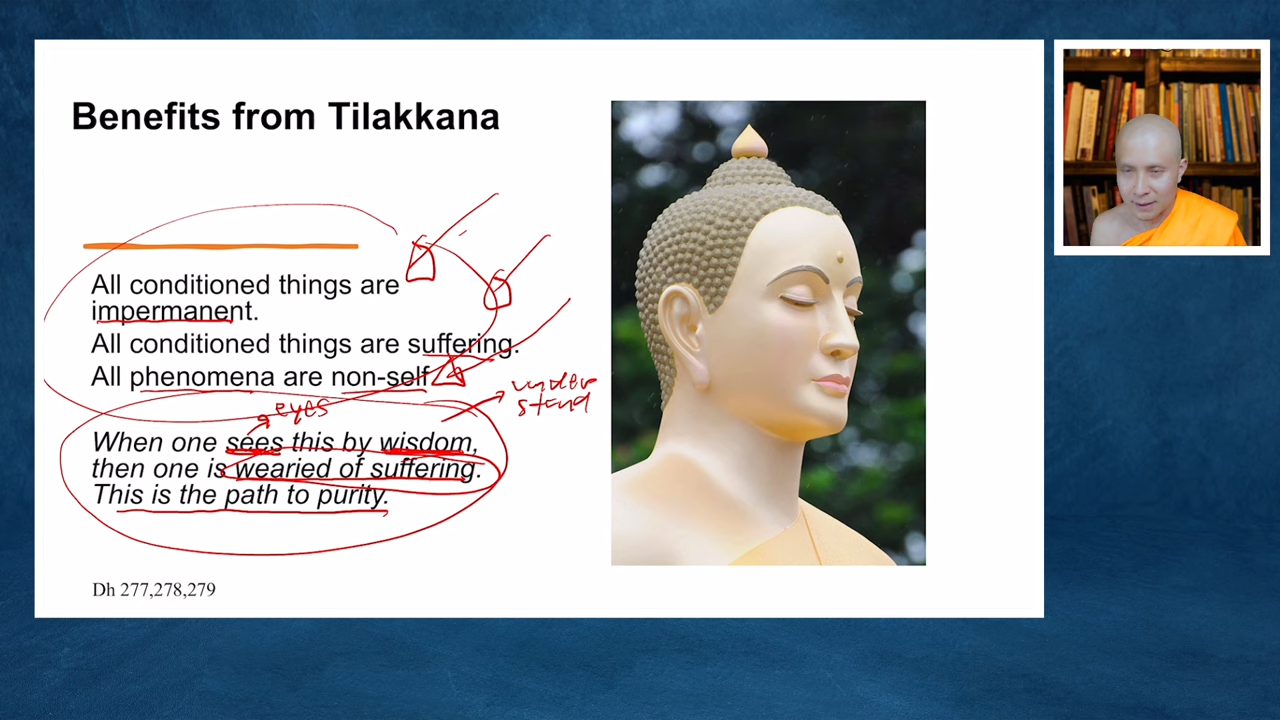 Benefits from Tilakkana
All conditioned things are
impermanent.
All conditioned things are suffering.
All phenomena are non-self
understand
eyes
When one sees this by wisdom,
then one is wearied of suffering.
This is the path to purity.
Dh 277,278,279